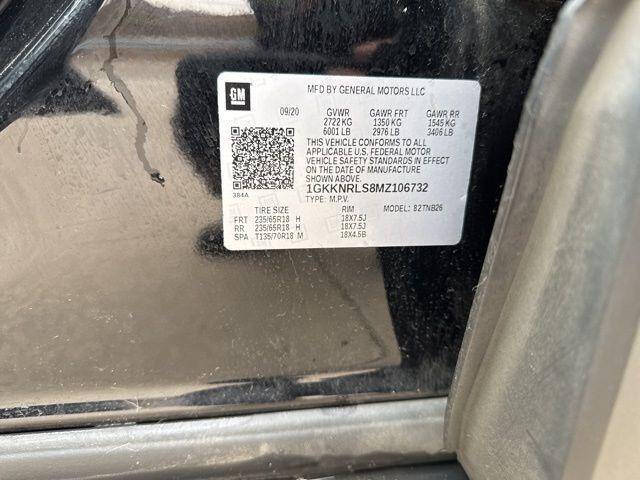 GM
MFD BY GENERAL MOTORS LLC
09/20 GVWR GAWR FRT GAWR RR
2722 KG 1350 KG 1545 KG
6001 LB 2976 LB 3406 LB
THIS VEHICLE CONFORMS TO ALL
APPLICABLE U.S. FEDERAL MOTOR
VEHICLE SAFETY STANDARDS IN EFFECT
ON THE DATE OF MANUFACTURE
SHOWN ABOVE.
1GKKNRLS8MZ106732
384A TYPE: M.P.V.
TIRE SIZE RIM MODEL: 82TNB26
FRT 235/65R18 H 18X7.5J
RR 235/65R18 H 18X7.5J
SPA T135/70R18 M 18X4.5B